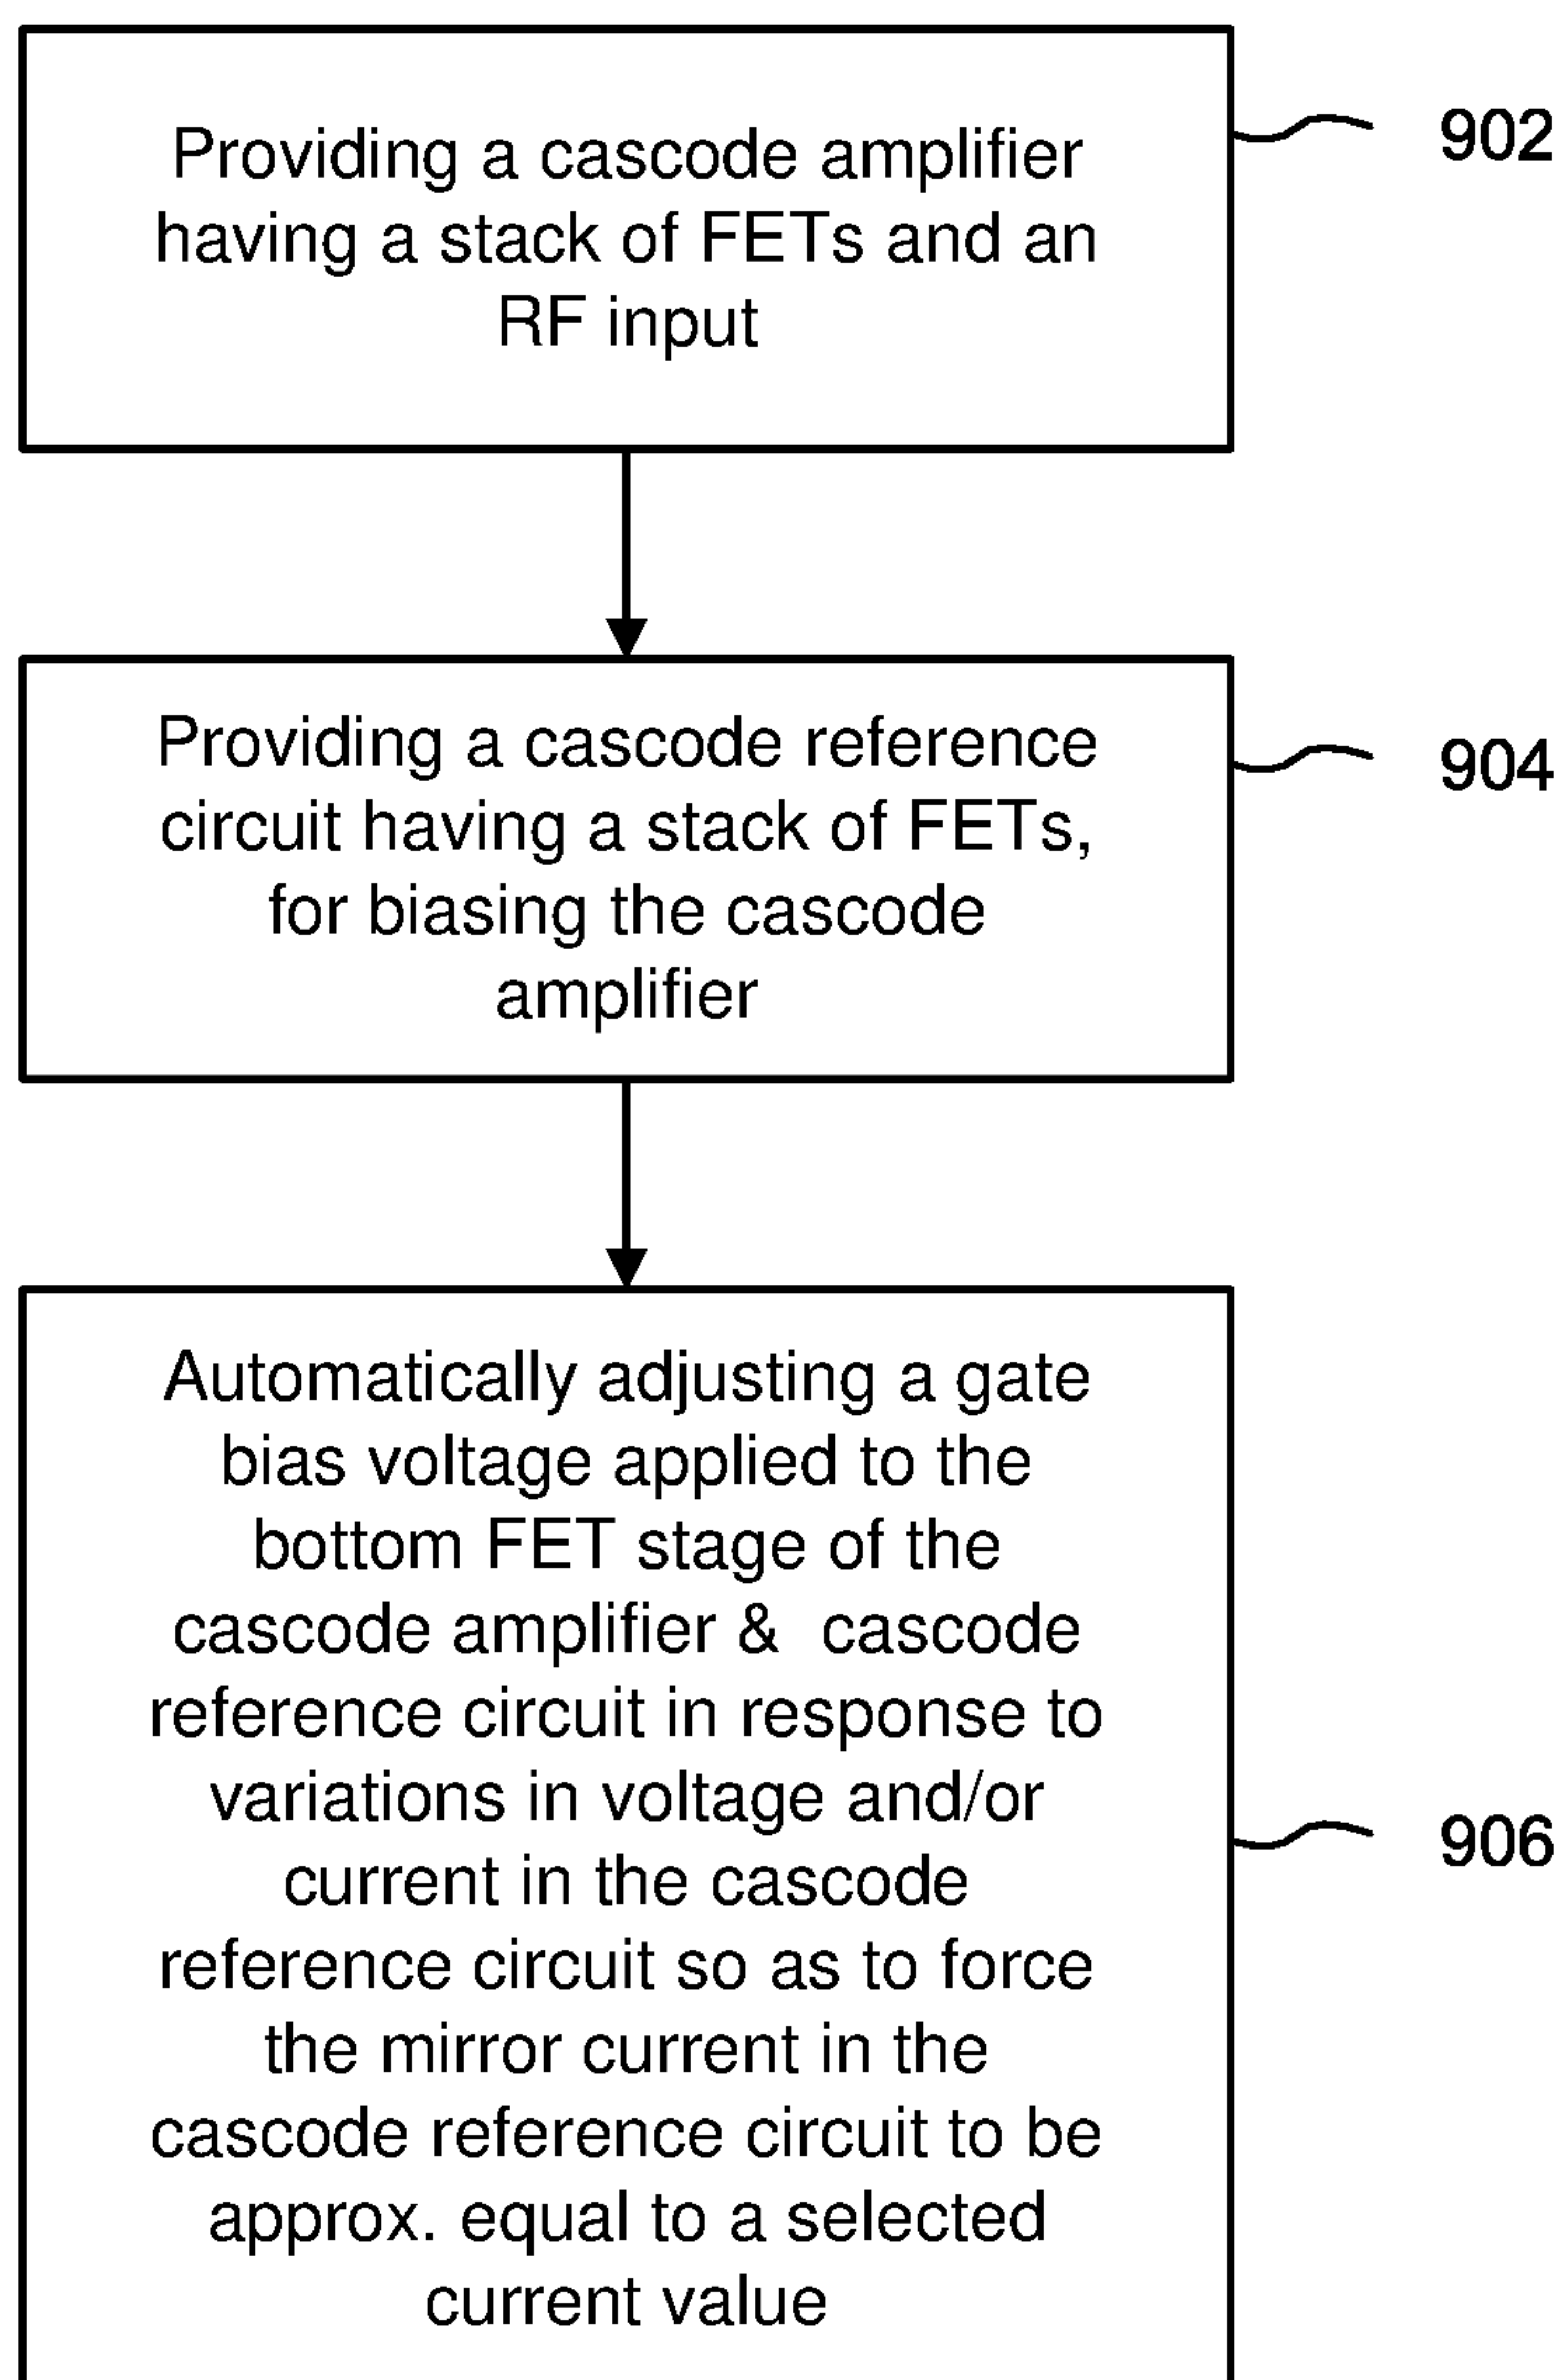 Providing a cascode amplifier
having a stack of FETs and an
RF input
902
Providing a cascode reference
circuit having a stack of FETs,
for biasing the cascode
amplifier
904
Automatically adjusting a gate
bias voltage applied to the
bottom FET stage of the
cascode amplifier & cascode
reference circuit in response to
variations in voltage and/or
current in the cascode
reference circuit so as to force
the mirror current in the
cascode reference circuit to be
approx. equal to a selected
current value
906